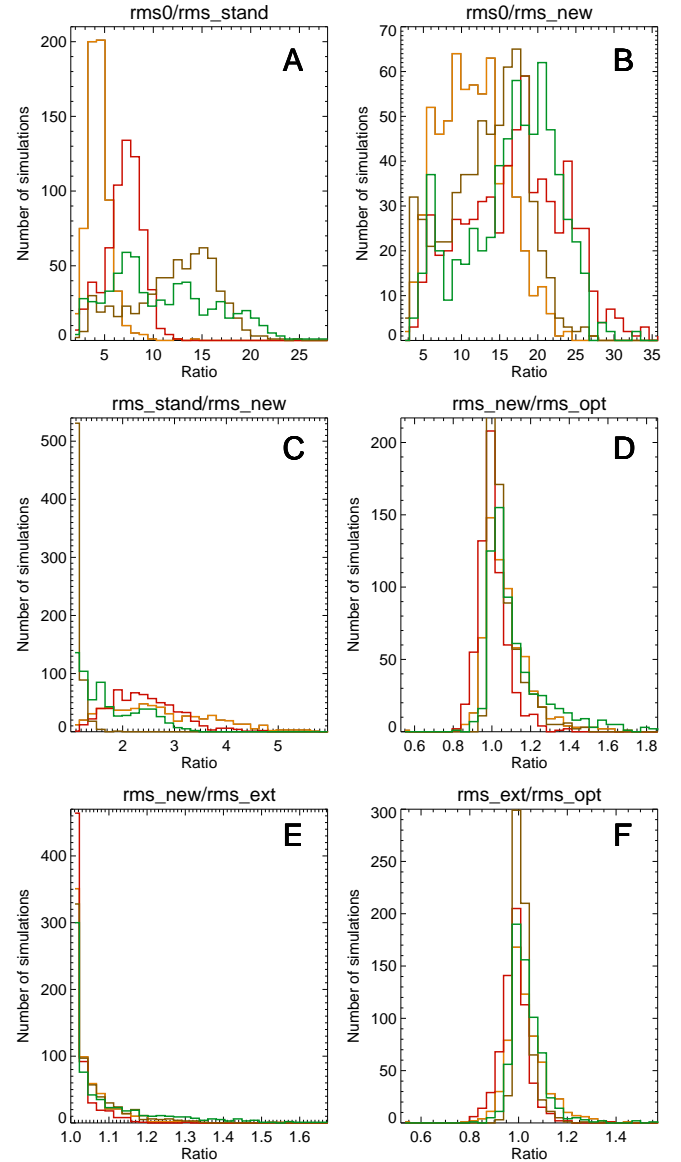 rms0/rms_stand
A
Number of simulations
0
50
100
150
200
5
10
15
20
25
Ratio
rms0/rms_new
B
Number of simulations
0
10
20
30
40
50
60
70
5
10
15
20
25
30
35
Ratio
rms_stand/rms_new
C
Number of simulations
0
100
200
300
400
500
2
3
4
5
Ratio
rms_new/rms_opt
D
Number of simulations
0
50
100
150
200
0.6
0.8
1.0
1.2
1.4
1.6
1.8
Ratio
rms_new/rms_ext
E
Number of simulations
0
100
200
300
400
1.0
1.1
1.2
1.3
1.4
1.5
1.6
Ratio
rms_ext/rms_opt
F
Number of simulations
0
50
100
150
200
250
300
0.6
0.8
1.0
1.2
1.4
Ratio